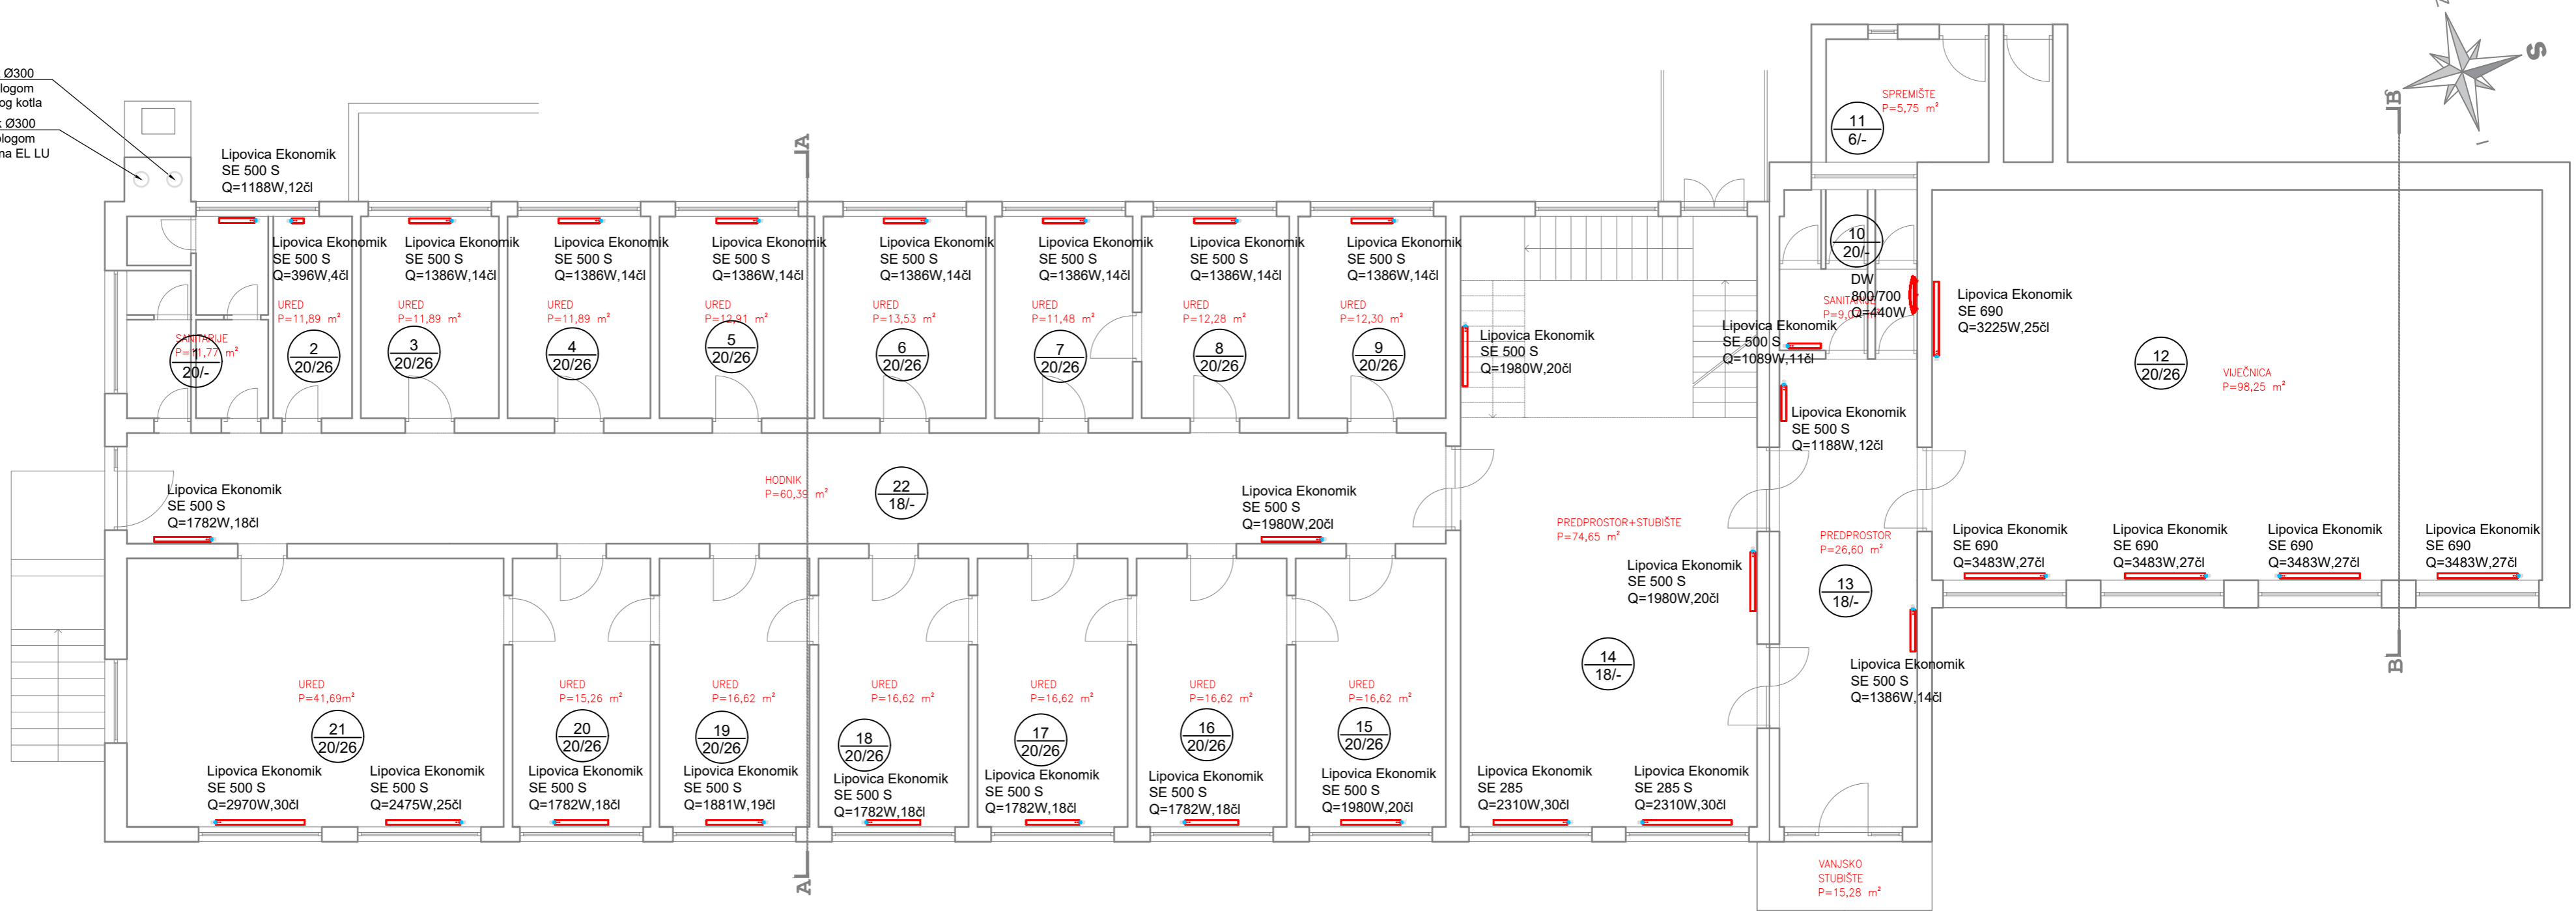 Ø300
logom
og kotla
k Ø300
ologom
na EL LU
Lipovica Ekonomik
SE 500 S
Q=1188W,12čl
A
SPREMIŠTE
P=5,75 m²
11
6/-
B'
S
I
Lipovica Ekonomik
SE 500 S
Q=396W,4čl
URED
P=11,89 m²
2
20/26
Lipovica Ekonomik
SE 500 S
Q=1386W,14čl
URED
P=11,89 m²
3
20/26
Lipovica Ekonomik
SE 500 S
Q=1386W,14čl
URED
P=11,89 m²
4
20/26
Lipovica Ekonomik
SE 500 S
Q=1386W,14čl
URED
P=12,91 m²
5
20/26
Lipovica Ekonomik
SE 500 S
Q=1386W,14čl
URED
P=13,53 m²
6
20/26
Lipovica Ekonomik
SE 500 S
Q=1386W,14čl
URED
P=11,48 m²
7
20/26
Lipovica Ekonomik
SE 500 S
Q=1386W,14čl
URED
P=12,28 m²
8
20/26
Lipovica Ekonomik
SE 500 S
Q=1386W,14čl
URED
P=12,30 m²
9
20/26
SANITARIJE
P=11,77 m²
1
20/-
Lipovica Ekonomik
SE 500 S
Q=1980W,20čl
10
20/-
DW
800/700
Q=440W
SANITARIJE
Lipovica Ekonomik
SE 500 S
Q=1089W,11čl
Lipovica Ekonomik
SE 500 S
Q=1188W,12čl
Lipovica Ekonomik
SE 690
Q=3225W,25čl
12
20/26
VIJEČNICA
P=98,25 m²
Lipovica Ekonomik
SE 500 S
Q=1782W,18čl
HODNIK
P=60,39 m²
22
18/-
Lipovica Ekonomik
SE 500 S
Q=1980W,20čl
PREDPROSTOR+STUBIŠTE
P=74,65 m²
Lipovica Ekonomik
SE 500 S
Q=1980W,20čl
PREDPROSTOR
P=26,60 m²
13
18/-
Lipovica Ekonomik
SE 690
Q=3483W,27čl
Lipovica Ekonomik
SE 690
Q=3483W,27čl
Lipovica Ekonomik
SE 690
Q=3483W,27čl
Lipovica Ekonomik
SE 690
Q=3483W,27čl
Lipovica Ekonomik
SE 500 S
Q=1386W,14čl
B
14
18/-
URED
P=41,69m²
21
20/26
Lipovica Ekonomik
SE 500 S
Q=2970W,30čl
Lipovica Ekonomik
SE 500 S
Q=2475W,25čl
URED
P=15,26 m²
20
20/26
Lipovica Ekonomik
SE 500 S
Q=1782W,18čl
URED
P=16,62 m²
19
20/26
Lipovica Ekonomik
SE 500 S
Q=1881W,19čl
URED
P=16,62 m²
18
20/26
Lipovica Ekonomik
SE 500 S
Q=1782W,18čl
URED
P=16,62 m²
17
20/26
Lipovica Ekonomik
SE 500 S
Q=1782W,18čl
URED
P=16,62 m²
16
20/26
Lipovica Ekonomik
SE 500 S
Q=1782W,18čl
URED
P=16,62 m²
15
20/26
Lipovica Ekonomik
SE 500 S
Q=1980W,20čl
Lipovica Ekonomik
SE 285
Q=2310W,30čl
Lipovica Ekonomik
SE 285 S
Q=2310W,30čl
A
VANJSKO
STUBIŠTE
P=15,28 m²